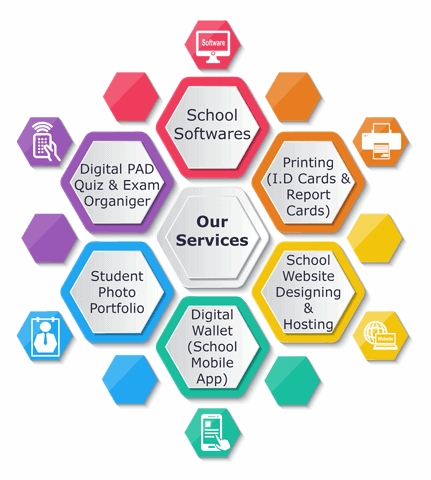 Software
School
Softwares
Digital PAD
Quiz & Exam
Organiger
Printing
(I.D Cards &
Report
Cards)
Our
Services
Student
Photo
Portfolio
School
Website
Designing
&
Hosting
Digital
Wallet
(School
Mobile
App)
Website